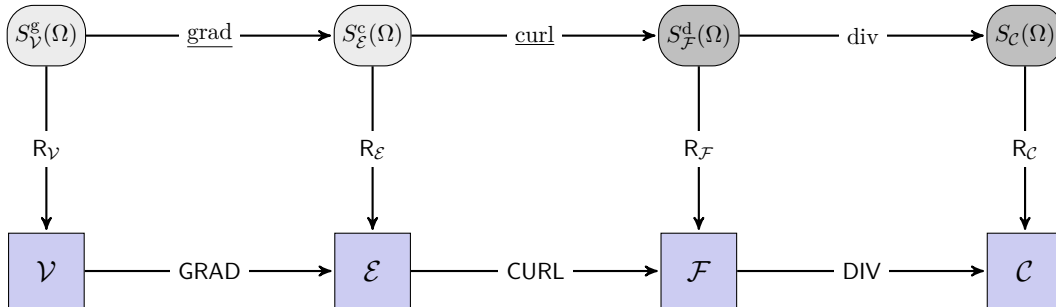 S^g_𝒱(Ω) grad S^c_ℰ(Ω) curl S^d_ℱ(Ω) div S_𝒞(Ω)
R_𝒱 R_ℰ R_ℱ R_𝒞
𝒱 GRAD ℰ CURL ℱ DIV 𝒞